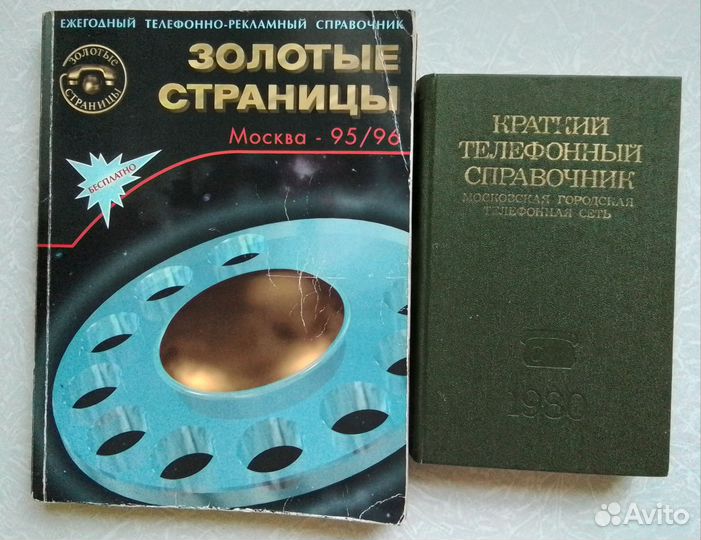 ЕЖЕГОДНЫЙ ТЕЛЕФОННО-РЕКЛАМНЫЙ СПРАВОЧНИК
ЗОЛОТЫЕ
СТРАНИЦЫ
ЗОЛОТЫЕ
СТРАНИЦЫ
Москва - 95/96
БЕСПЛАТНО
КРАТКИЙ
ТЕЛЕФОННЫЙ
СПРАВОЧНИК
МОСКОВСКАЯ ГОРОДСКАЯ
ТЕЛЕФОННАЯ СЕТЬ
1980
Avito